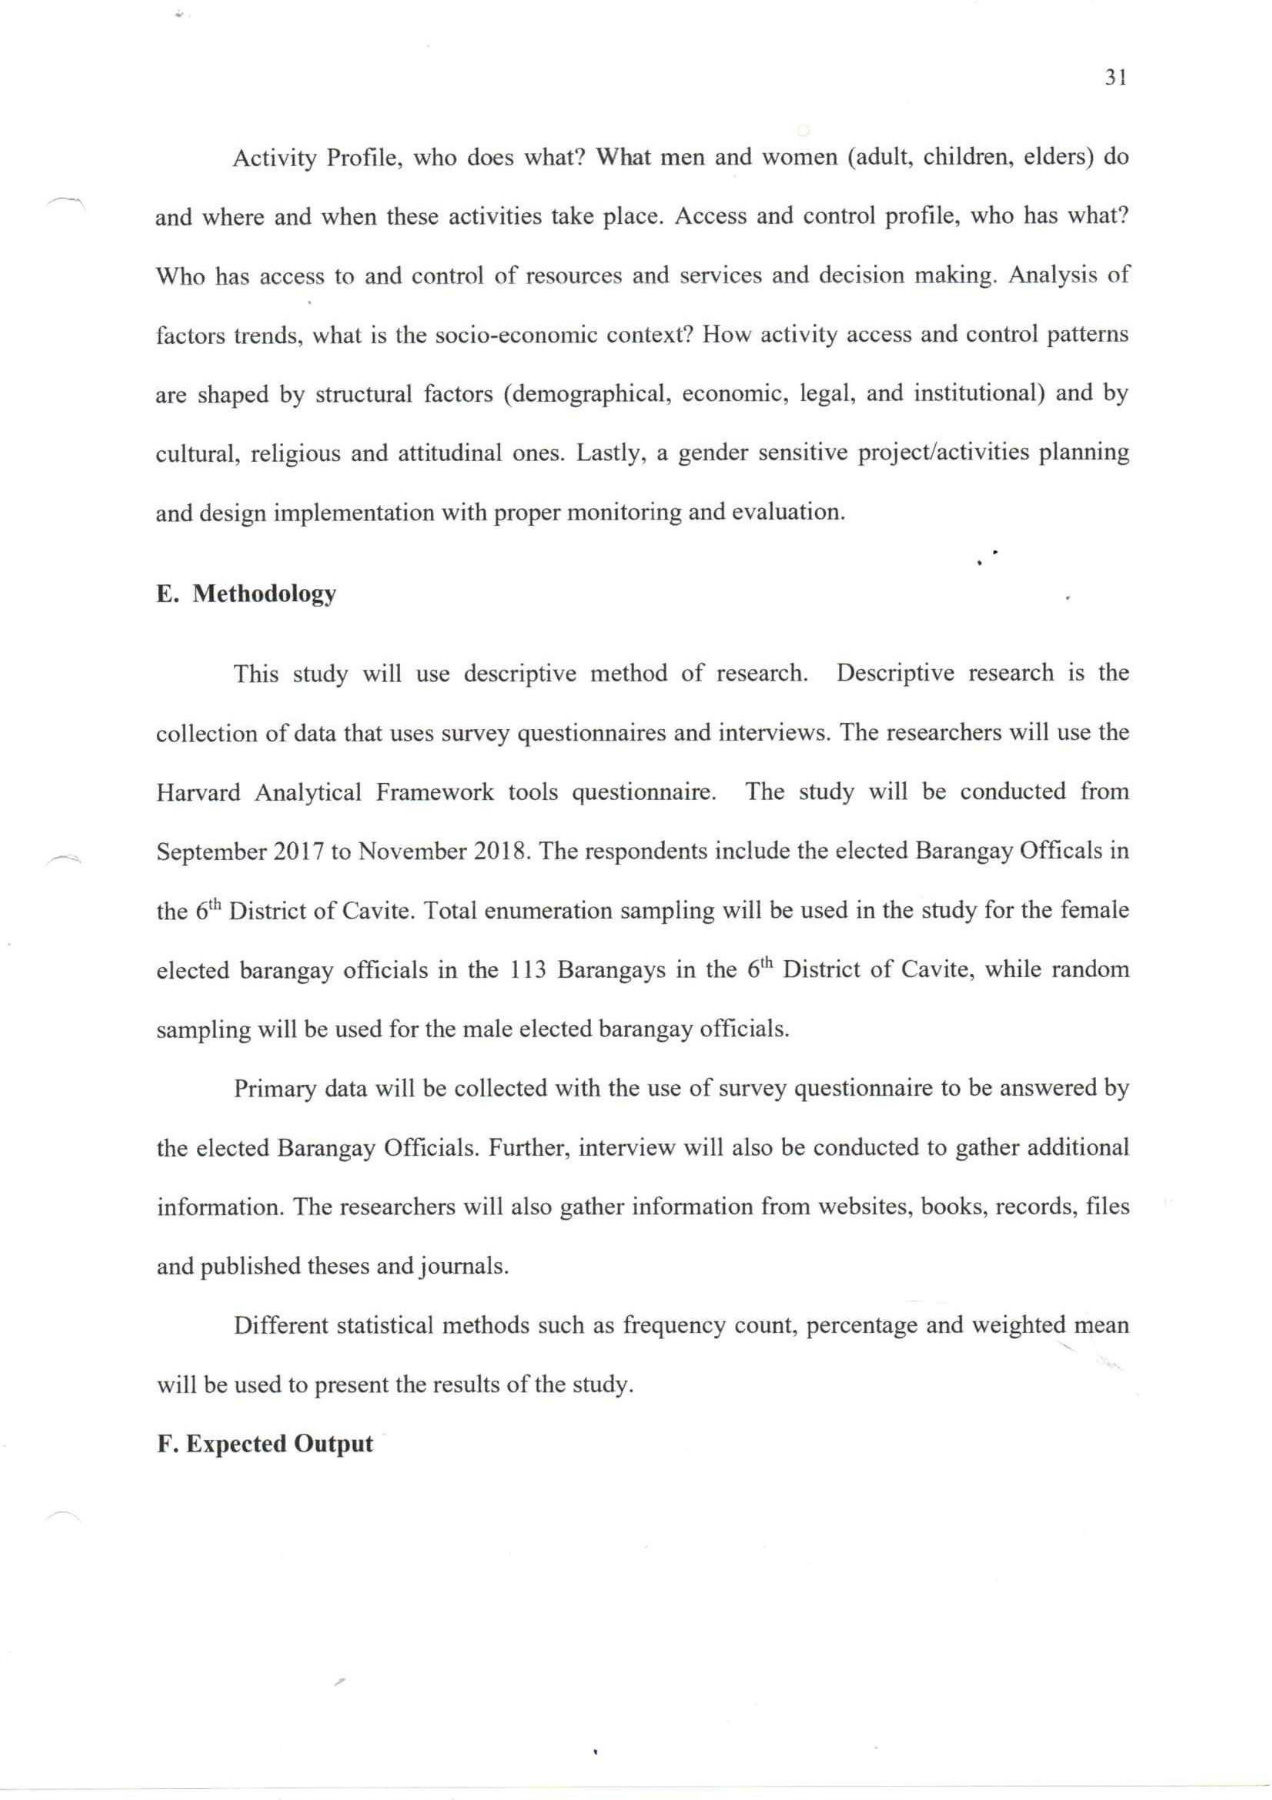 31
Activity Profile, who does what? What men and women (adult, children, elders) do
and where and when these activities take place. Access and control profile, who has what?
Who has access to and control of resources and services and decision making. Analysis of
factors trends, what is the socio-economic context? How activity access and control patterns
are shaped by structural factors (demographical, economic, legal, and institutional) and by
cultural, religious and attitudinal ones. Lastly, a gender sensitive project/activities planning
and design implementation with proper monitoring and evaluation.
E. Methodology
This study will use descriptive method of research. Descriptive research is the
collection of data that uses survey questionnaires and interviews. The researchers will use the
Harvard Analytical Framework tools questionnaire. The study will be conducted from
September 2017 to November 2018. The respondents include the elected Barangay Officals in
the 6th District of Cavite. Total enumeration sampling will be used in the study for the female
elected barangay officials in the 113 Barangays in the 6th District of Cavite, while random
sampling will be used for the male elected barangay officials.
Primary data will be collected with the use of survey questionnaire to be answered by
the elected Barangay Officials. Further, interview will also be conducted to gather additional
information. The researchers will also gather information from websites, books, records, files
and published theses and journals.
Different statistical methods such as frequency count, percentage and weighted mean
will be used to present the results of the study.
F. Expected Output